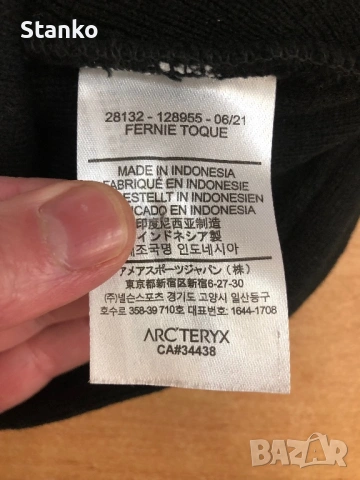 Stanko
28132 - 128955 - 06/21
FERNIE TOQUE
MADE IN INDONESIA
FABRIQUÉ EN INDONESIE
GESTELLT IN INDONESIEN
ICADO EN INDONESIA
印度尼西亚制造
インドネシア製
제조국명 인도네시아
アメアスポーツジャパン（株）
東京都新宿区新宿6-27-30
(주)넬슨스포츠 경기도 고양시 일산동구
호수로 358-39 710호 대표번호: 1644-1708
ARC'TERYX
CA#34438
BAZAR